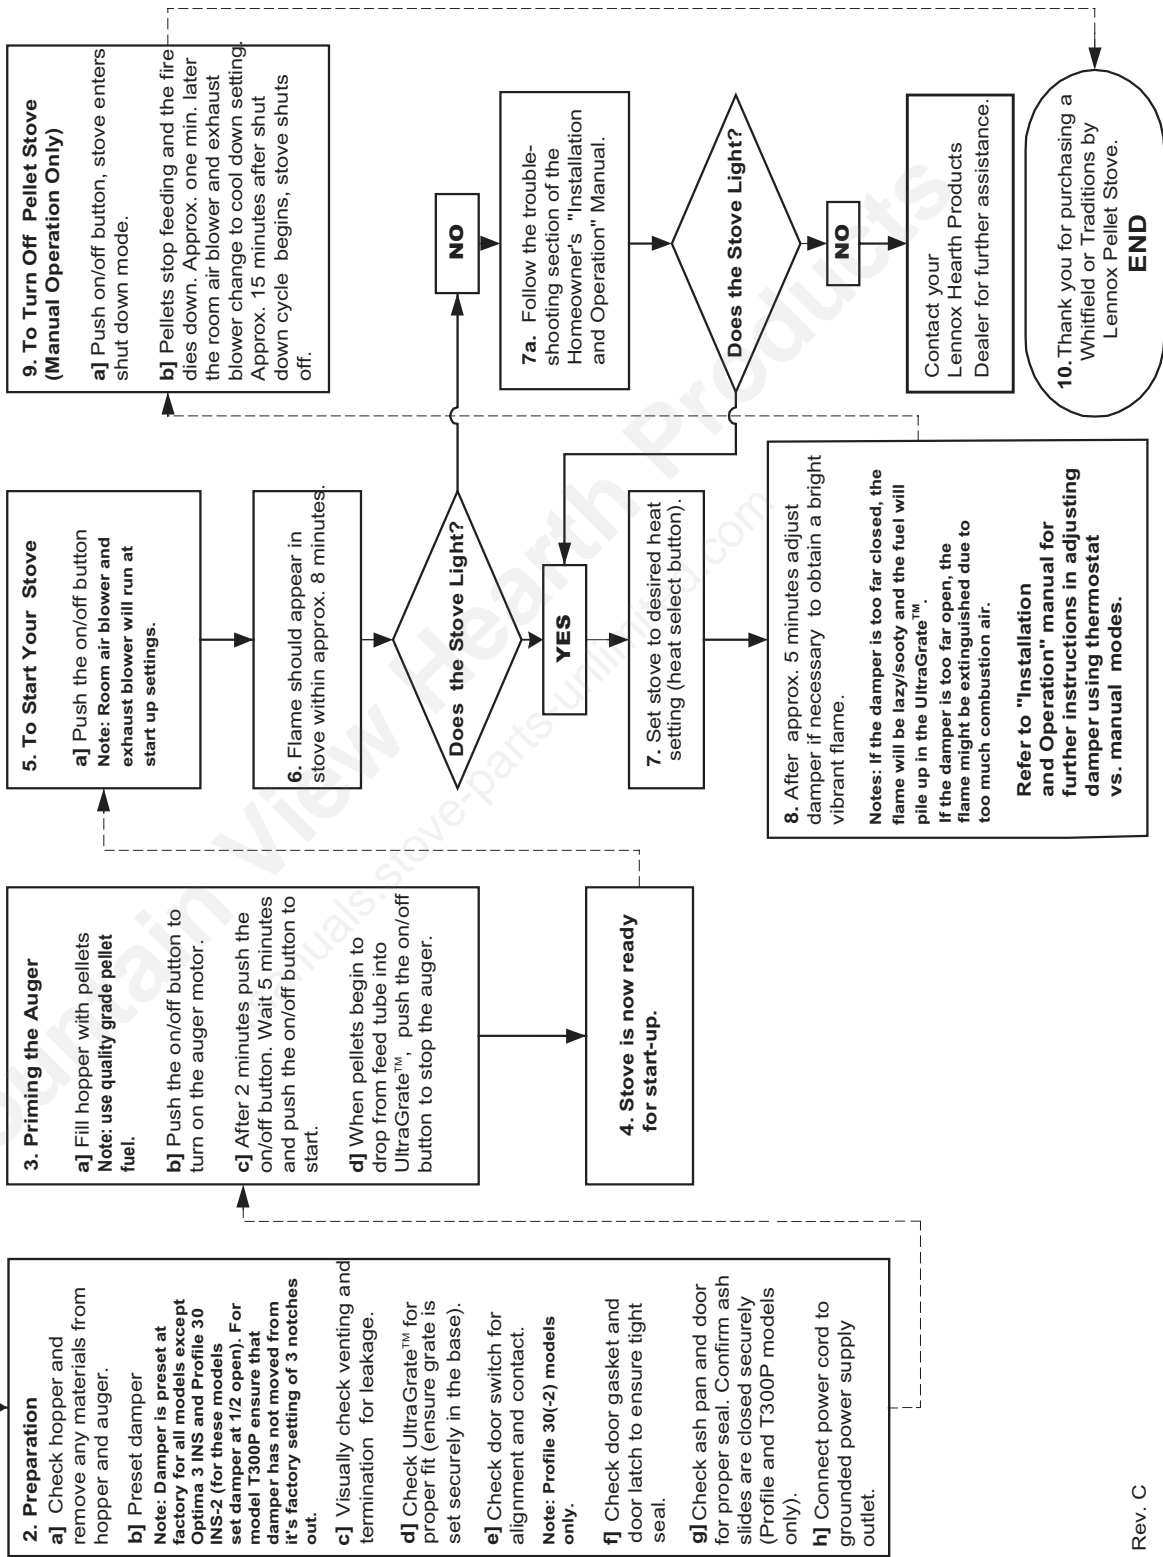 2. Preparation
a] Check hopper and
remove any materials from
hopper and auger.
b] Preset damper
Note: Damper is preset at
factory for all models except
Optima 3 INS and Profile 30
INS-2 (for these models
set damper at 1/2 open). For
model T300P ensure that
damper has not moved from
it's factory setting of 3 notches
out.
c] Visually check venting and
termination for leakage.
d] Check UltraGrate™ for
proper fit (ensure grate is
set securely in the base).
e] Check door switch for
alignment and contact.
Note: Profile 30(-2) models
only.
f] Check door gasket and
door latch to ensure tight
seal.
g] Check ash pan and door
for proper seal. Confirm ash
slides are closed securely
(Profile and T300P models
only).
h] Connect power cord to
grounded power supply
outlet.
3. Priming the Auger
a] Fill hopper with pellets
Note: use quality grade pellet
fuel.
b] Push the on/off button to
turn on the auger motor.
c] After 2 minutes push the
on/off button. Wait 5 minutes
and push the on/off button to
start.
d] When pellets begin to
drop from feed tube into
UltraGrate™, push the on/off
button to stop the auger.
4. Stove is now ready
for start-up.
5. To Start Your Stove
a] Push the on/off button
Note: Room air blower and
exhaust blower will run at
start up settings.
6. Flame should appear in
stove within approx. 8 minutes.
Does the Stove Light?
YES
7. Set stove to desired heat
setting (heat select button).
8. After approx. 5 minutes adjust
damper if necessary to obtain a bright
vibrant flame.
Notes: If the damper is too far closed, the
flame will be lazy/sooty and the fuel will
pile up in the UltraGrate™.
If the damper is too far open, the
flame might be extinguished due to
too much combustion air.
Refer to "Installation
and Operation" manual for
further instructions in adjusting
damper using thermostat
vs. manual modes.
9. To Turn Off Pellet Stove
(Manual Operation Only)
a] Push on/off button, stove enters
shut down mode.
b] Pellets stop feeding and the fire
dies down. Approx. one min. later
the room air blower and exhaust
blower change to cool down setting.
Approx. 15 minutes after shut
down cycle begins, stove shuts
off.
NO
7a. Follow the trouble-
shooting section of the
Homeowner's "Installation
and Operation" Manual.
Does the Stove Light?
NO
Contact your
Lennox Hearth Products
Dealer for further assistance.
10. Thank you for purchasing a
Whitfield or Traditions by
Lennox Pellet Stove.
END
Rev. C
ountain View Hearth Products
anuals.stove-parts-unlimited.com